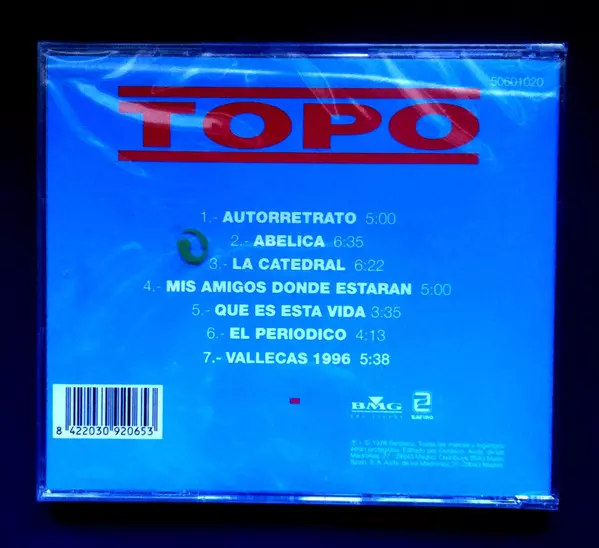 50601020
TOPO
1.- AUTORRETRATO 5:00
2.- ABELICA 6:35
3.- LA CATEDRAL 6:22
4.- MIS AMIGOS DONDE ESTARAN 5:00
5.- QUE ES ESTA VIDA 3:35
6.- EL PERIODICO 4:13
7.- VALLECAS 1996 5:38
BMG
8 422030 920653